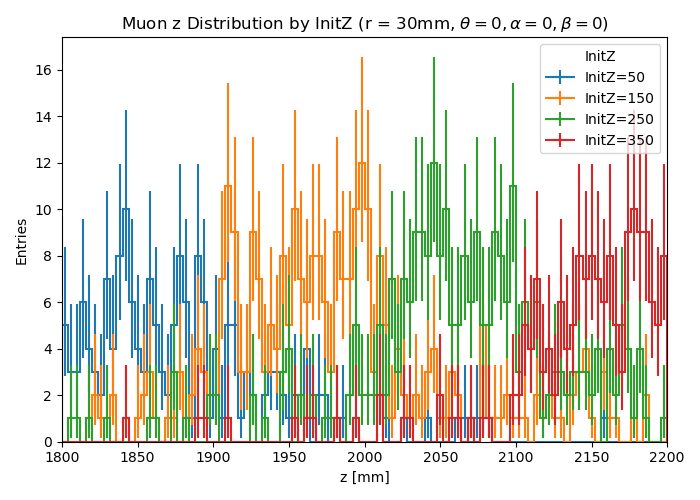 Muon z Distribution by InitZ (r = 30mm, θ = 0, α = 0, β = 0)
InitZ
InitZ=50
InitZ=150
InitZ=250
InitZ=350
Entries
16
14
12
10
8
6
4
2
0
1800 1850 1900 1950 2000 2050 2100 2150 2200
z [mm]